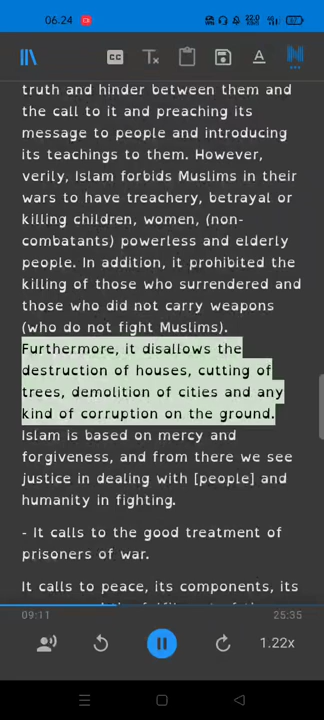 06.24
CC
truth and hinder between them and
the call to it and preaching its
message to people and introducing
its teachings to them. However,
verily, Islam forbids Muslims in their
wars to have treachery, betrayal or
killing children, women, (non-
combatants) powerless and elderly
people. In addition, it prohibited the
killing of those who surrendered and
those who did not carry weapons
(who do not fight Muslims).
Furthermore, it disallows the
destruction of houses, cutting of
trees, demolition of cities and any
kind of corruption on the ground.
Islam is based on mercy and
forgiveness, and from there we see
justice in dealing with [people] and
humanity in fighting.
- It calls to the good treatment of
prisoners of war.
It calls to peace, its components, its
09:11 25:35
1.22x